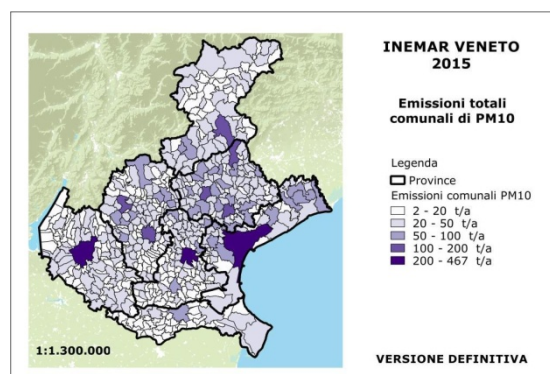 INEMAR VENETO
2015
Emissioni totali
comunali di PM10
Legenda
Province
Emissioni comunali PM10
2 - 20 t/a
20 - 50 t/a
50 - 100 t/a
100 - 200 t/a
200 - 467 t/a
1:1.300.000
VERSIONE DEFINITIVA